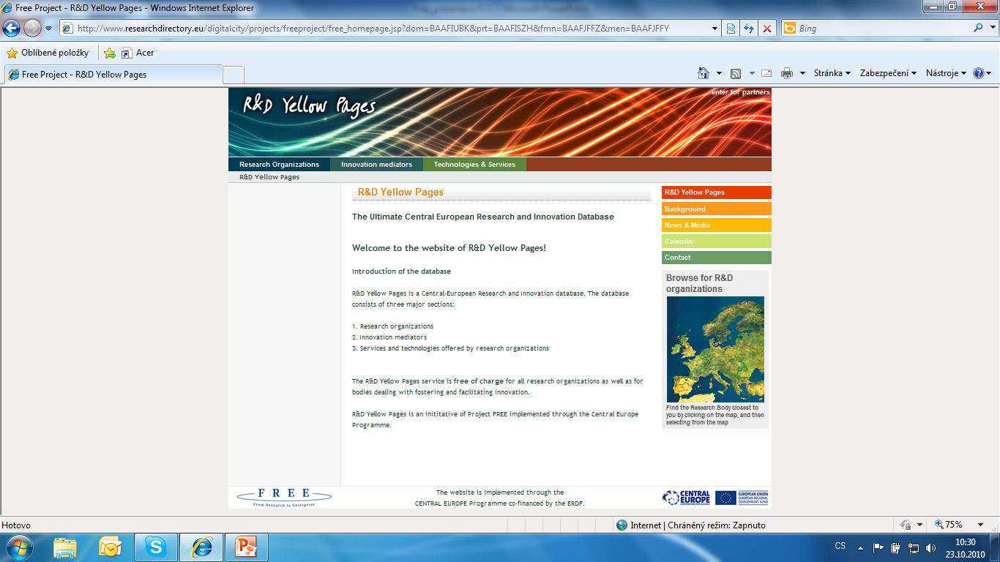 Free Project - R&D Yellow Pages - Windows Internet Explorer
http://www.researchdirectory.eu/digitalcity/projects/freeproject/free_homepage.jsp?dom=BAAFIUBK&prt=BAAFISZH&fmn=BAAFJFFZ&men=BAAFJFFY
Bing
Oblíbené položky
Acer
Free Project - R&D Yellow Pages
Stránka
Zabezpečení
Nástroje
enter for partners
R&D Yellow Pages
Research Organizations
Innovation mediators
Technologies & Services
R&D Yellow Pages
R&D Yellow Pages
The Ultimate Central European Research and Innovation Database
Welcome to the website of R&D Yellow Pages!
Introduction of the database
R&D Yellow Pages is a Central-European Research and Innovation database. The database
consists of three major sections:
1. Research organizations
2. Innovation mediators
3. Services and technologies offered by research organizations
The R&D Yellow Pages service is free of charge for all research organizations as well as for
bodies dealing with fostering and facilitating innovation.
R&D Yellow Pages is an inititative of Project FREE implemented through the Central Europe
Programme.
R&D Yellow Pages
Background
News & Media
Calendar
Contact
Browse for R&D
organizations
Find the Research Body closest to
you by clicking on the map, and then
selecting from the map
FREE
From Research to Enterprise
The website is implemented through the
CENTRAL EUROPE Programme co-financed by the ERDF.
CENTRAL
EUROPE
COOPERATING FOR SUCCESS.
EUROPEAN UNION
EUROPEAN REGIONAL
DEVELOPMENT FUND
Hotovo
Internet | Chráněný režim: Zapnuto
75%
CS
10:30
23.10.2010